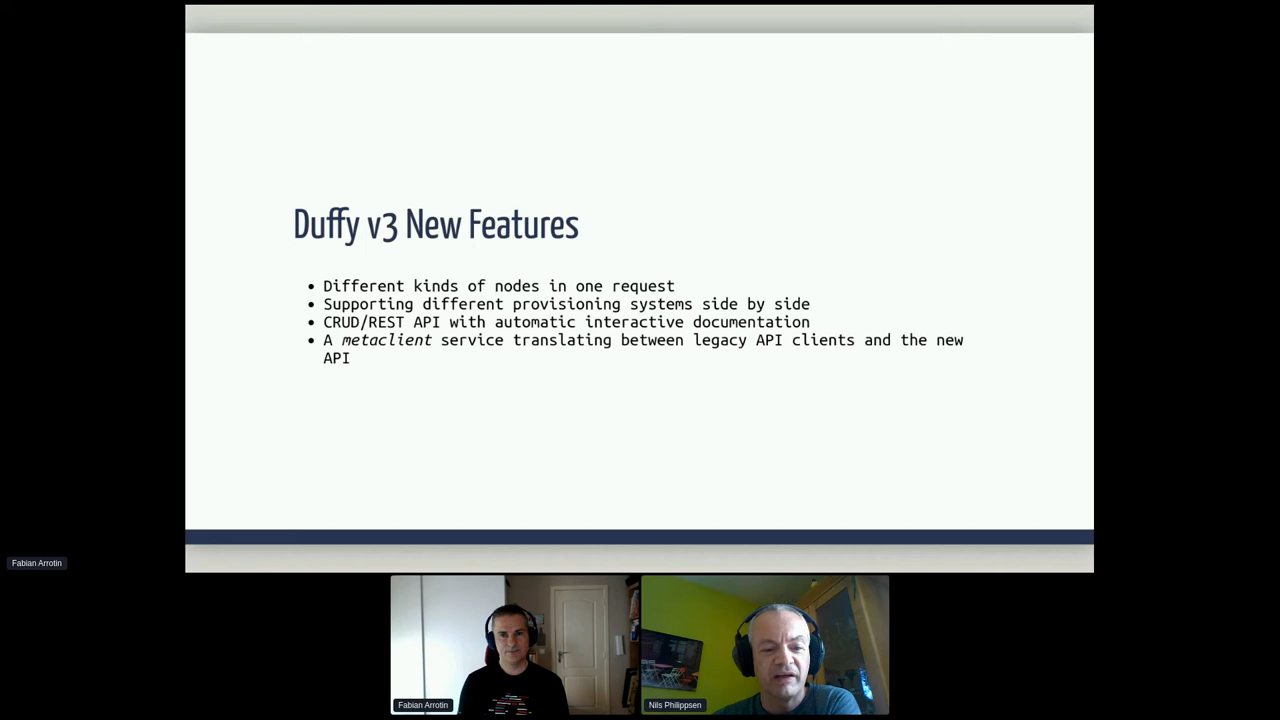 Duffy v3 New Features
• Different kinds of nodes in one request
• Supporting different provisioning systems side by side
• CRUD/REST API with automatic interactive documentation
• A metaclient service translating between legacy API clients and the new
API
Fabian Arrotin
Fabian Arrotin
Nils Philippsen